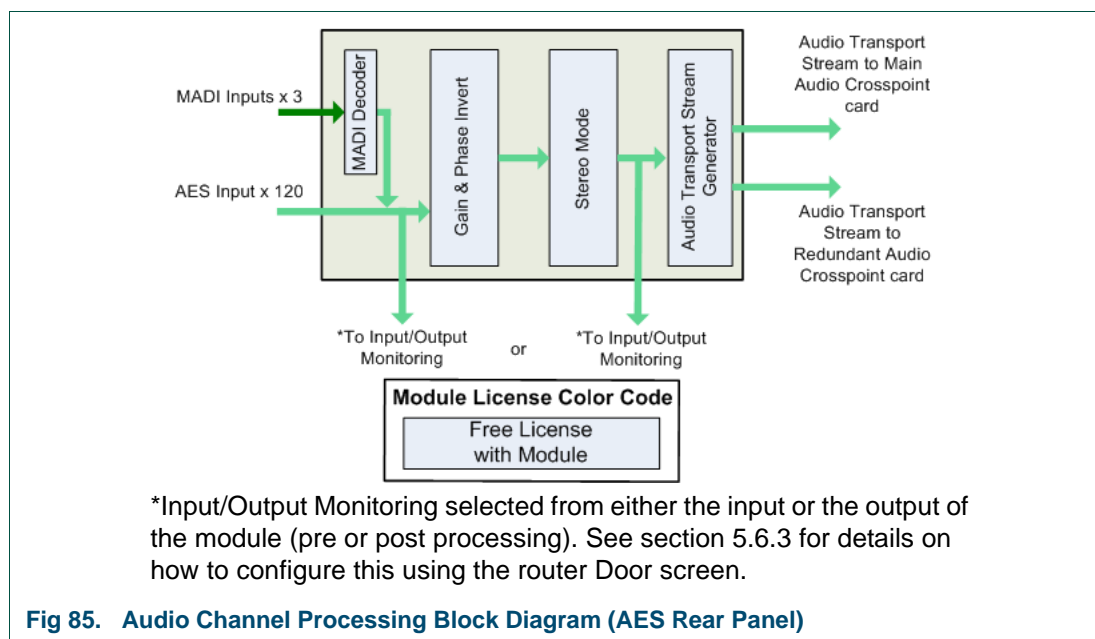 MADI Inputs x 3
AES Input x 120
MADI Decoder
Gain & Phase Invert
Stereo Mode
Audio Transport Stream
Generator
Audio Transport
Stream to Main
Audio Crosspoint
card
Audio Transport
Stream to
Redundant Audio
Crosspoint card
*To Input/Output
Monitoring
or
*To Input/Output
Monitoring
Module License Color Code
Free License
with Module
*Input/Output Monitoring selected from either the input or the output of
the module (pre or post processing). See section 5.6.3 for details on
how to configure this using the router Door screen.
Fig 85. Audio Channel Processing Block Diagram (AES Rear Panel)